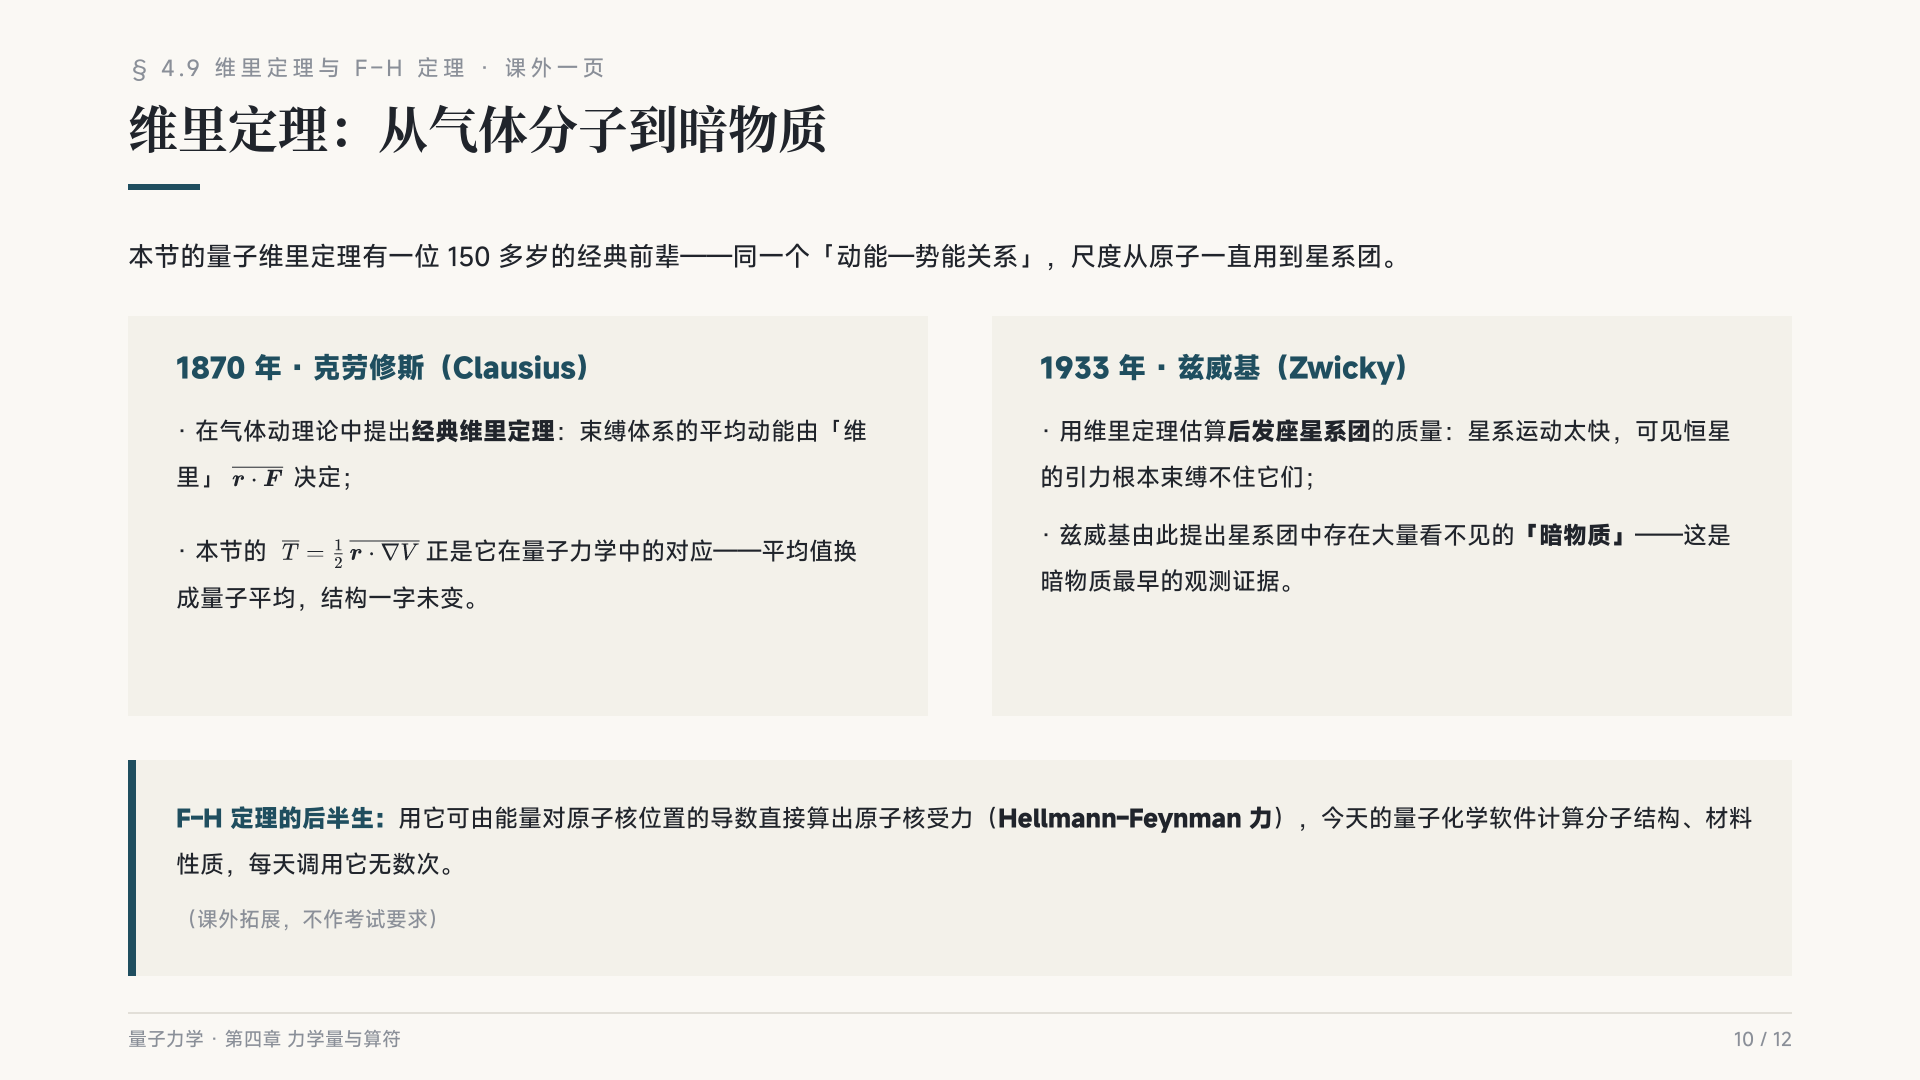 § 4.9 维里定理与 F–H 定理 · 课外一页
维里定理：从气体分子到暗物质
本节的量子维里定理有一位 150 多岁的经典前辈——同一个「动能—势能关系」，尺度从原子一直用到星系团。
1870 年 · 克劳修斯（Clausius）
· 在气体动理论中提出经典维里定理：束缚体系的平均动能由「维
里」 $\overline{\boldsymbol{r} \cdot \boldsymbol{F}}$ 决定；
· 本节的 $\overline{T} = \frac{1}{2} \overline{\boldsymbol{r} \cdot \nabla V}$ 正是它在量子力学中的对应——平均值换
成量子平均，结构一字未变。
1933 年 · 兹威基（Zwicky）
· 用维里定理估算后发座星系团的质量：星系运动太快，可见恒星
的引力根本束缚不住它们；
· 兹威基由此提出星系团中存在大量看不见的「暗物质」——这是
暗物质最早的观测证据。
F–H 定理的后半生：用它可由能量对原子核位置的导数直接算出原子核受力（Hellmann–Feynman 力），今天的量子化学软件计算分子结构、材料
性质，每天调用它无数次。
（课外拓展，不作考试要求）
量子力学 · 第四章 力学量与算符
10 / 12